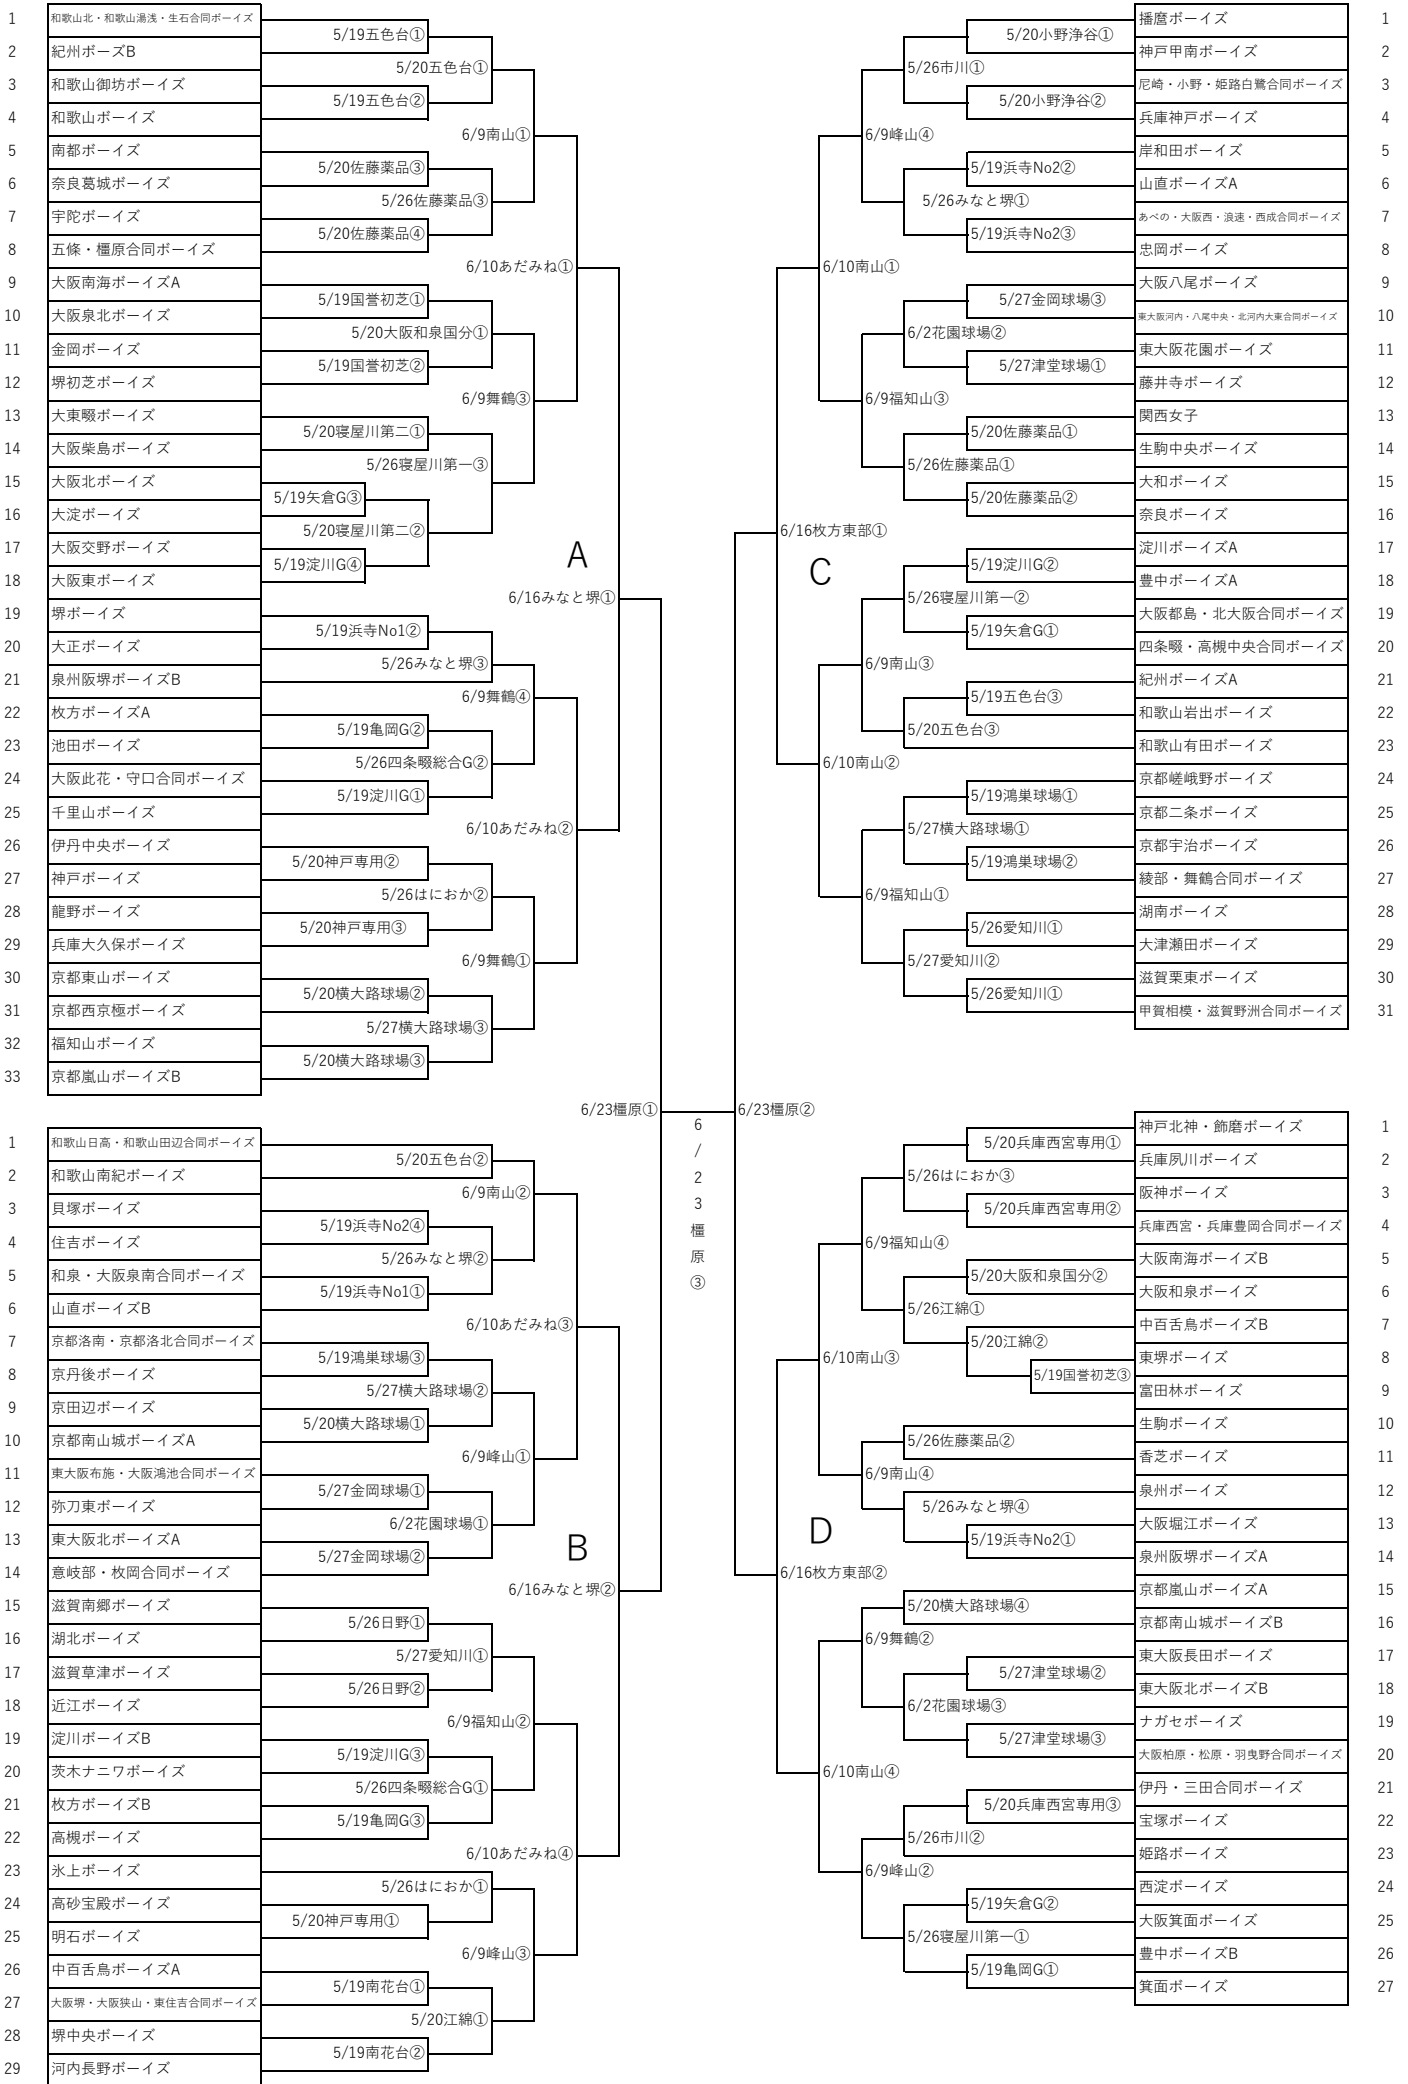 1 和歌山北・和歌山湯浅・生石合同ボーイズ
2 紀州ボーズB
3 和歌山御坊ボーイズ
4 和歌山ボーイズ
5 南都ボーイズ
6 奈良葛城ボーイズ
7 宇陀ボーイズ
8 五條・橿原合同ボーイズ
9 大阪南海ボーイズA
10 大阪泉北ボーイズ
11 金岡ボーイズ
12 堺初芝ボーイズ
13 大東畷ボーイズ
14 大阪柴島ボーイズ
15 大阪北ボーイズ
16 大淀ボーイズ
17 大阪交野ボーイズ
18 大阪東ボーイズ
19 堺ボーイズ
20 大正ボーイズ
21 泉州阪堺ボーイズB
22 枚方ボーイズA
23 池田ボーイズ
24 大阪此花・守口合同ボーイズ
25 千里山ボーイズ
26 伊丹中央ボーイズ
27 神戸ボーイズ
28 龍野ボーイズ
29 兵庫大久保ボーイズ
30 京都東山ボーイズ
31 京都西京極ボーイズ
32 福知山ボーイズ
33 京都嵐山ボーイズB
5/19五色台①
5/20五色台①
5/19五色台②
6/9南山①
5/20佐藤薬品③
5/26佐藤薬品③
5/20佐藤薬品④
6/10あだみね①
5/19国誉初芝①
5/20大阪和泉国分①
5/19国誉初芝②
6/9舞鶴③
5/20寝屋川第二①
5/26寝屋川第一③
5/19矢倉G③
5/20寝屋川第二②
5/19淀川G④
A
6/16みなと堺①
5/19浜寺No1②
5/26みなと堺③
6/9舞鶴④
5/19亀岡G②
5/26四条畷総合G②
5/19淀川G①
6/10あだみね②
5/20神戸専用②
5/26はにおか②
5/20神戸専用③
6/9舞鶴①
5/20横大路球場②
5/27横大路球場③
5/20横大路球場③
播磨ボーイズ 1
神戸甲南ボーイズ 2
尼崎・小野・姫路白鷺合同ボーイズ 3
兵庫神戸ボーイズ 4
岸和田ボーイズ 5
山直ボーイズA 6
あべの・大阪西・浪速・西成合同ボーイズ 7
忠岡ボーイズ 8
大阪八尾ボーイズ 9
東大阪河内・八尾中央・北河内大東合同ボーイズ 10
東大阪花園ボーイズ 11
藤井寺ボーイズ 12
関西女子 13
生駒中央ボーイズ 14
大和ボーイズ 15
奈良ボーイズ 16
淀川ボーイズA 17
豊中ボーイズA 18
大阪都島・北大阪合同ボーイズ 19
四条畷・高槻中央合同ボーイズ 20
紀州ボーイズA 21
和歌山岩出ボーイズ 22
和歌山有田ボーイズ 23
京都嵯峨野ボーイズ 24
京都二条ボーイズ 25
京都宇治ボーイズ 26
綾部・舞鶴合同ボーイズ 27
湖南ボーイズ 28
大津瀬田ボーイズ 29
滋賀栗東ボーイズ 30
甲賀相模・滋賀野洲合同ボーイズ 31
5/20小野浄谷①
5/26市川①
5/20小野浄谷②
6/9峰山④
5/19浜寺No2②
5/26みなと堺①
5/19浜寺No2③
6/10南山①
5/27金岡球場③
6/2花園球場②
5/27津堂球場①
6/9福知山③
5/20佐藤薬品①
5/26佐藤薬品①
5/20佐藤薬品②
6/16枚方東部①
C
5/19淀川G②
5/26寝屋川第一②
5/19矢倉G①
6/9南山③
5/19五色台③
5/20五色台③
6/10南山②
5/19鴻巣球場①
5/27横大路球場①
5/19鴻巣球場②
6/9福知山①
5/26愛知川①
5/27愛知川②
5/26愛知川①
6/23橿原①
6/23橿原②
6/23橿原③
1 和歌山日高・和歌山田辺合同ボーイズ
2 和歌山南紀ボーイズ
3 貝塚ボーイズ
4 住吉ボーイズ
5 和泉・大阪泉南合同ボーイズ
6 山直ボーイズB
7 京都洛南・京都洛北合同ボーイズ
8 京丹後ボーイズ
9 京田辺ボーイズ
10 京都南山城ボーイズA
11 東大阪布施・大阪鴻池合同ボーイズ
12 弥刀東ボーイズ
13 東大阪北ボーイズA
14 意岐部・枚岡合同ボーイズ
15 滋賀南郷ボーイズ
16 湖北ボーイズ
17 滋賀草津ボーイズ
18 近江ボーイズ
19 淀川ボーイズB
20 茨木ナニワボーイズ
21 枚方ボーイズB
22 高槻ボーイズ
23 氷上ボーイズ
24 高砂宝殿ボーイズ
25 明石ボーイズ
26 中百舌鳥ボーイズA
27 大阪堺・大阪狭山・東住吉合同ボーイズ
28 堺中央ボーイズ
29 河内長野ボーイズ
5/20五色台②
6/9南山②
5/19浜寺No2④
5/26みなと堺②
5/19浜寺No1①
6/10あだみね③
5/19鴻巣球場③
5/27横大路球場②
5/20横大路球場①
6/9峰山①
5/27金岡球場①
6/2花園球場①
5/27金岡球場②
B
6/16みなと堺②
5/26日野①
5/27愛知川①
5/26日野②
6/9福知山②
5/19淀川G③
5/26四条畷総合G①
5/19亀岡G③
6/10あだみね④
5/26はにおか①
5/20神戸専用①
6/9峰山③
5/19南花台①
5/20江綿①
5/19南花台②
神戸北神・飾磨ボーイズ 1
兵庫夙川ボーイズ 2
阪神ボーイズ 3
兵庫西宮・兵庫豊岡合同ボーイズ 4
大阪南海ボーイズB 5
大阪和泉ボーイズ 6
中百舌鳥ボーイズB 7
東堺ボーイズ 8
富田林ボーイズ 9
生駒ボーイズ 10
香芝ボーイズ 11
泉州ボーイズ 12
大阪堀江ボーイズ 13
泉州阪堺ボーイズA 14
京都嵐山ボーイズA 15
京都南山城ボーイズB 16
東大阪長田ボーイズ 17
東大阪北ボーイズB 18
ナガセボーイズ 19
大阪柏原・松原・羽曳野合同ボーイズ 20
伊丹・三田合同ボーイズ 21
宝塚ボーイズ 22
姫路ボーイズ 23
西淀ボーイズ 24
大阪箕面ボーイズ 25
豊中ボーイズB 26
箕面ボーイズ 27
5/20兵庫西宮専用①
5/26はにおか③
5/20兵庫西宮専用②
6/9福知山④
5/20大阪和泉国分②
5/26江綿①
5/20江綿②
5/19国誉初芝③
6/10南山③
5/26佐藤薬品②
6/9南山④
5/26みなと堺④
5/19浜寺No2①
D
6/16枚方東部②
5/20横大路球場④
6/9舞鶴②
5/27津堂球場②
6/2花園球場③
5/27津堂球場③
6/10南山④
5/20兵庫西宮専用③
5/26市川②
6/9峰山②
5/19矢倉G②
5/26寝屋川第一①
5/19亀岡G①